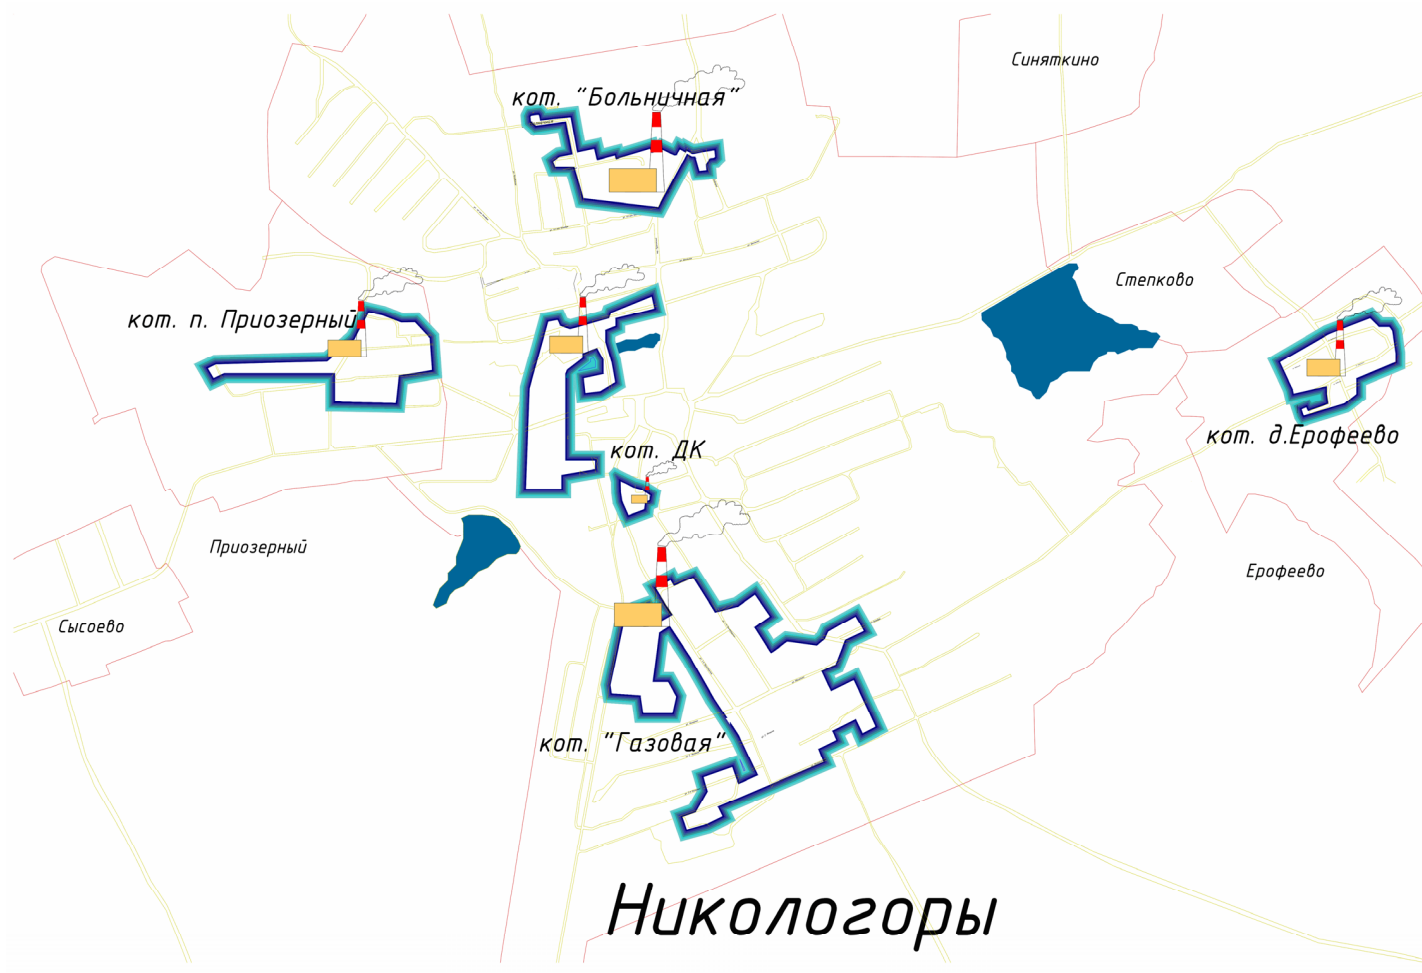 Синяткино
кот. "Больничная"
Степково
кот. п. Приозерный
кот. д.Ерофеево
кот. ДК
Приозерный
Ерофеево
Сысоево
кот. "Газовая"
Никологоры